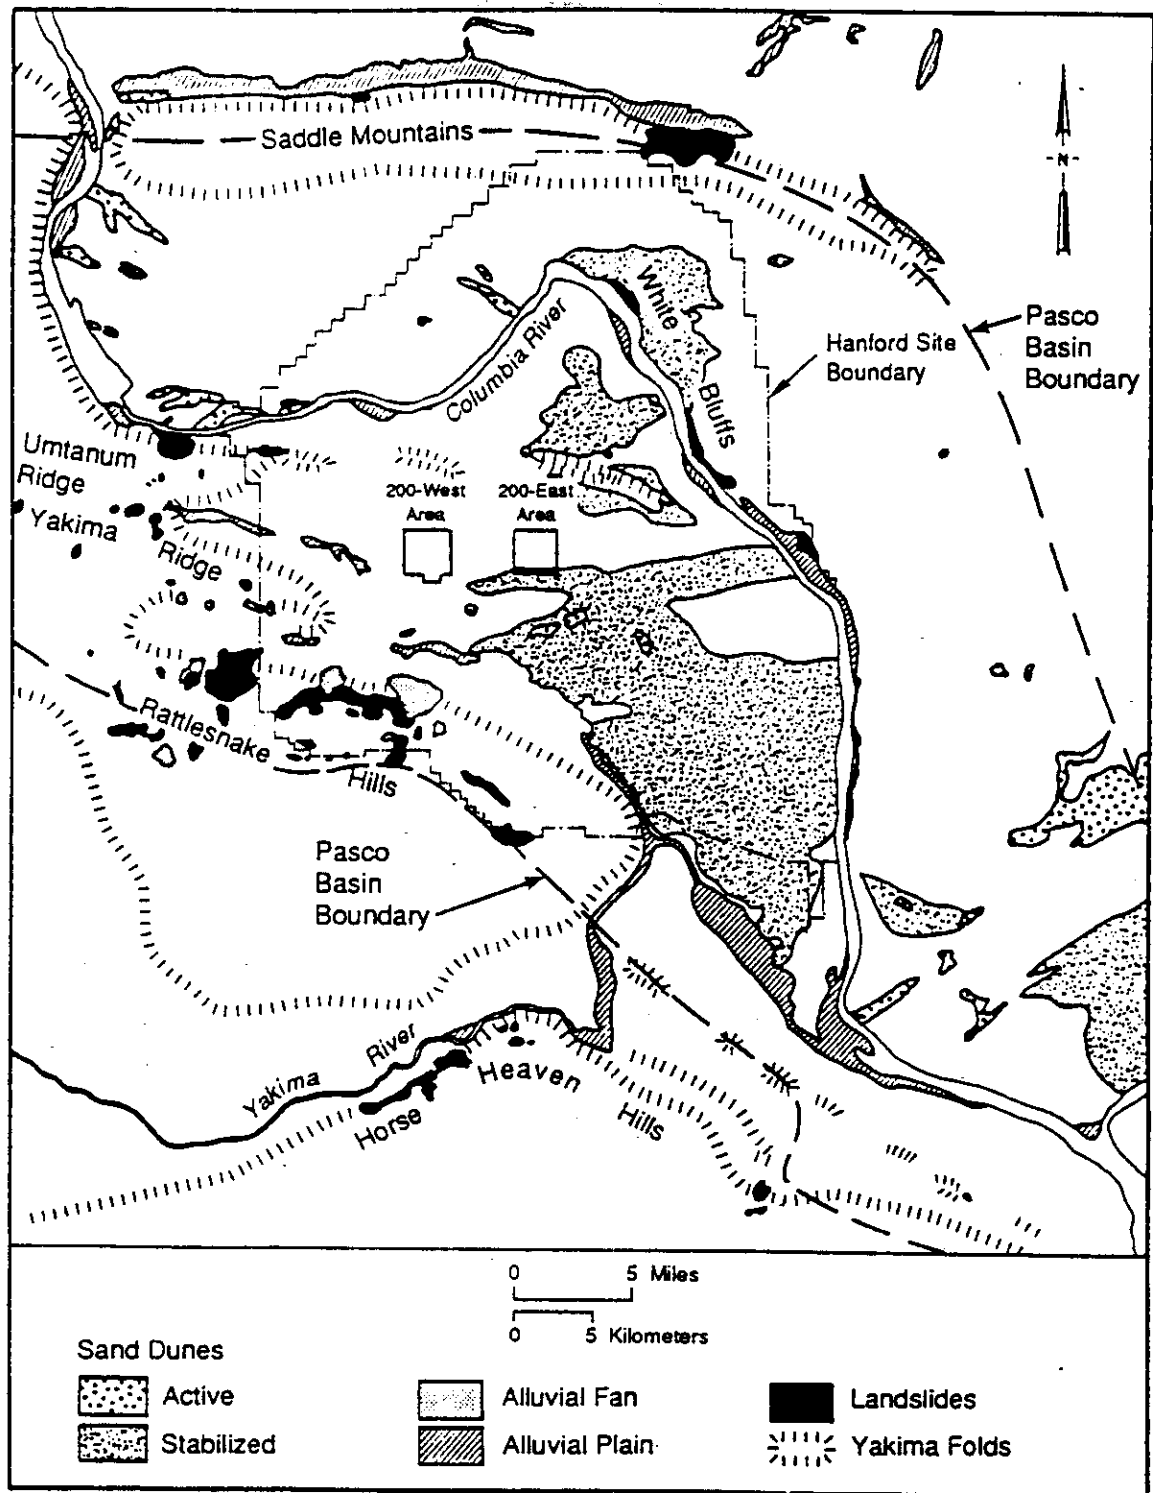 Saddle Mountains
N
White
Bluffs
Columbia River
Hanford Site
Boundary
Pasco
Basin
Boundary
Umtanum
Ridge
Yakima
Ridge
200-West
Area
200-East
Area
Rattlesnake
Hills
Pasco
Basin
Boundary
Yakima
River
Horse
Heaven
Hills
0 5 Miles
0 5 Kilometers
Sand Dunes
Active
Stabilized
Alluvial Fan
Alluvial Plain
Landslides
Yakima Folds